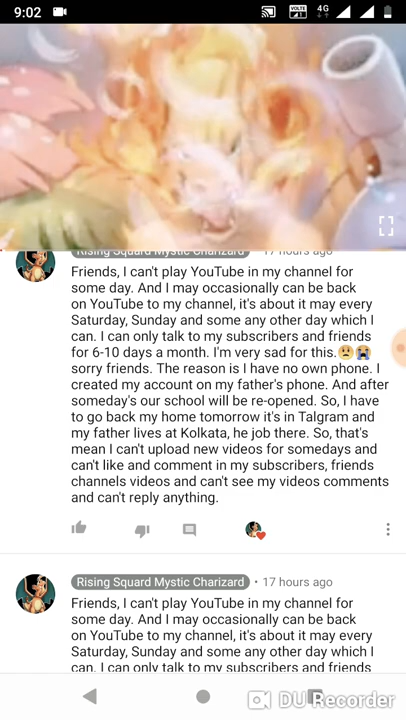 9:02
VOLTE
4G
Rising Squard Mystic Charizard
17 hours ago
Friends, I can't play YouTube in my channel for
some day. And I may occasionally can be back
on YouTube to my channel, it's about it may every
Saturday, Sunday and some any other day which I
can. I can only talk to my subscribers and friends
for 6-10 days a month. I'm very sad for this.😟😭
sorry friends. The reason is I have no own phone. I
created my account on my father's phone. And after
someday's our school will be re-opened. So, I have
to go back my home tomorrow it's in Talgram and
my father lives at Kolkata, he job there. So, that's
mean I can't upload new videos for somedays and
can't like and comment in my subscribers, friends
channels videos and can't see my videos comments
and can't reply anything.
Rising Squard Mystic Charizard • 17 hours ago
Friends, I can't play YouTube in my channel for
some day. And I may occasionally can be back
on YouTube to my channel, it's about it may every
Saturday, Sunday and some any other day which I
can. I can only talk to my subscribers and friends
DU Recorder